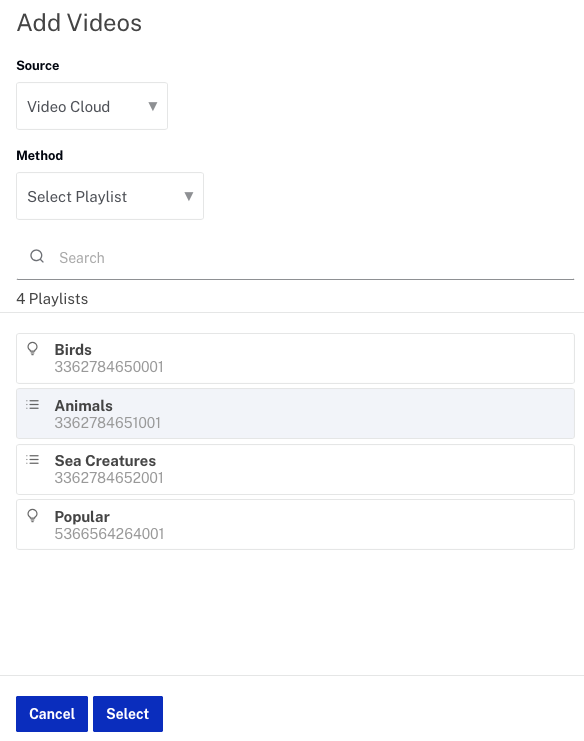 Add Videos
Source
Video Cloud
Method
Select Playlist
Search
4 Playlists
Birds
3362784650001
Animals
3362784651001
Sea Creatures
3362784652001
Popular
5366564264001
Cancel Select